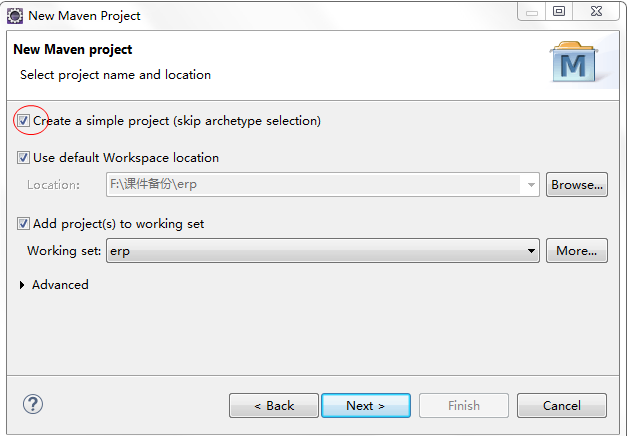 New Maven Project
New Maven project
Select project name and location
M
Create a simple project (skip archetype selection)
Use default Workspace location
Location: F:\课件备份\erp Browse...
Add project(s) to working set
Working set: erp More...
Advanced
? < Back Next > Finish Cancel